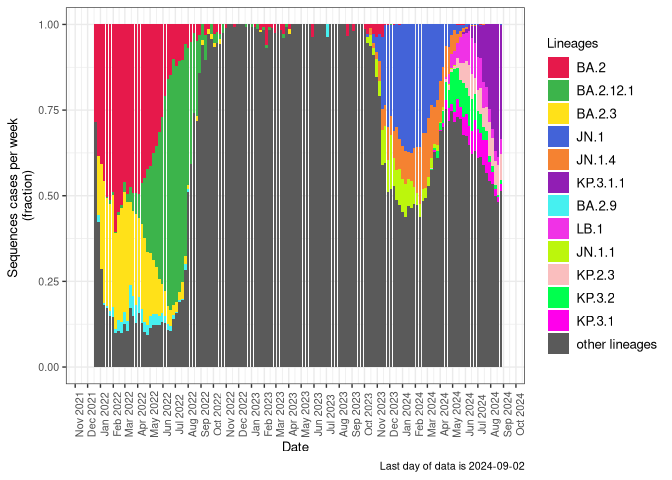 Sequences cases per week
(fraction)
1.00
0.75
0.50
0.25
0.00
Nov 2021
Dec 2021
Jan 2022
Feb 2022
Mar 2022
Apr 2022
May 2022
Jun 2022
Jul 2022
Aug 2022
Sep 2022
Oct 2022
Nov 2022
Dec 2022
Jan 2023
Feb 2023
Mar 2023
Apr 2023
May 2023
Jun 2023
Jul 2023
Aug 2023
Sep 2023
Oct 2023
Nov 2023
Dec 2023
Jan 2024
Feb 2024
Mar 2024
Apr 2024
May 2024
Jun 2024
Jul 2024
Aug 2024
Sep 2024
Oct 2024
Date
Lineages
BA.2
BA.2.12.1
BA.2.3
JN.1
JN.1.4
KP.3.1.1
BA.2.9
LB.1
JN.1.1
KP.2.3
KP.3.2
KP.3.1
other lineages
Last day of data is 2024-09-02